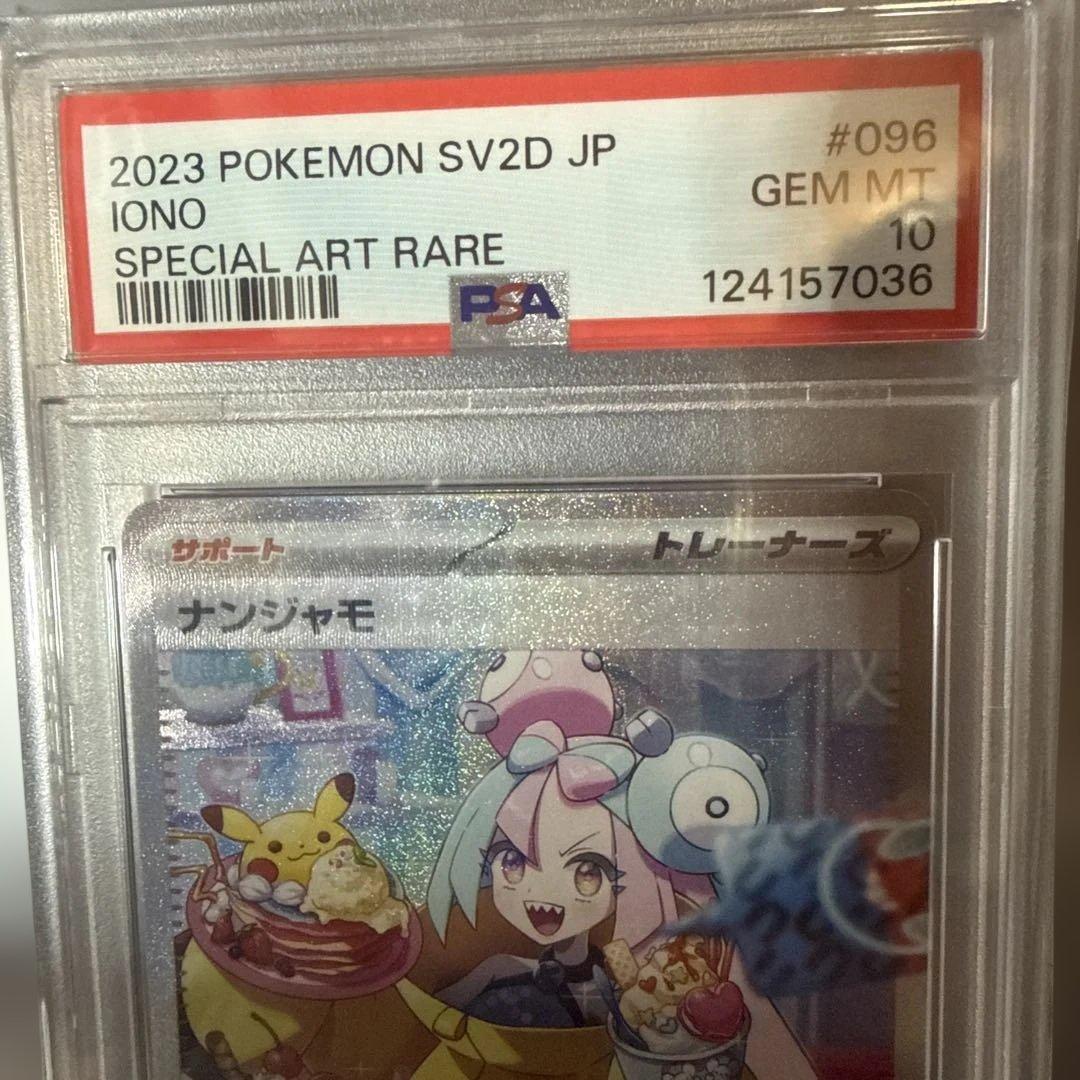 2023 POKEMON SV2D JP
#096
IONO
GEM MT
SPECIAL ART RARE
10
PSA
124157036
サポート
トレーナーズ
ナンジャモ